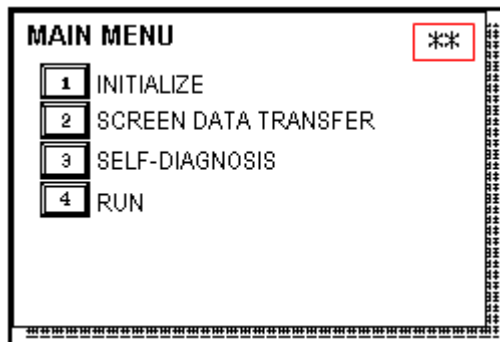 MAIN MENU **
1 INITIALIZE
2 SCREEN DATA TRANSFER
3 SELF-DIAGNOSIS
4 RUN